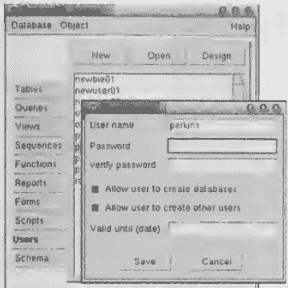 Database Object Help
New Open Design
newbie01
newuser01
Tables
Queries
Views
Sequences
Functions
Reports
Forms
Scripts
Users
Schema
User name perkins
Password
verify password
Allow user to create databases
Allow user to create other users
Valid until (date)
Save Cancel